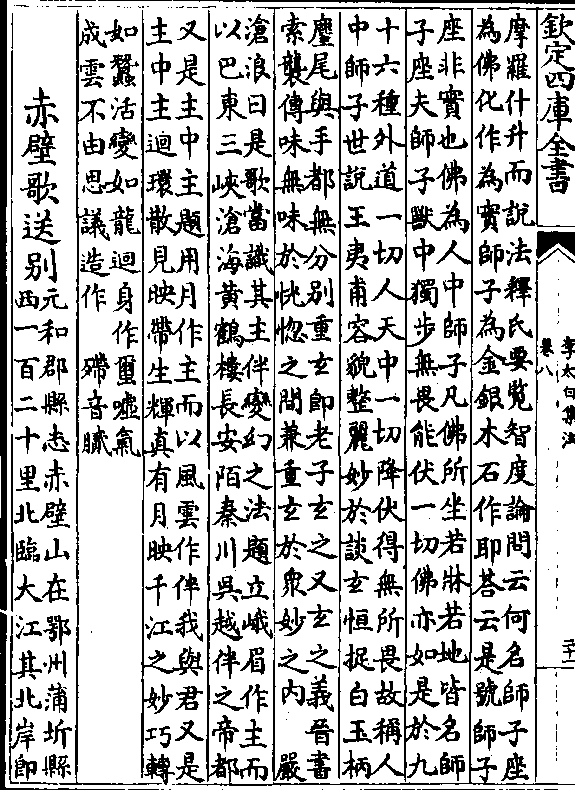 欽定四庫全書
李太白集注
卷八
二十一
摩羅什升而說法釋氏要覽智度論問云何名師子座
為佛化作為實師子為金銀木石作耶荅云是號師子
座非實也佛為人中師子凡佛所坐若牀若地皆名師
子座夫師子獸中獨步無畏能伏一切佛亦如是於九
十六種外道一切人天中一切降伏得無所畏故稱人
中師子世說王夷甫容貌整麗妙於談玄恒捉白玉柄
麈尾與手都無分別重玄即老子玄之又玄之義晉書
索襲傳味無味於恍惚之間兼重玄於衆妙之内 嚴
滄浪曰是歌當識其主伴變幻之法題立峨眉作主而
以巴東三峽滄海黃鶴樓長安陌秦川吳越伴之帝都
又是主中主題用月作主而以風雲作伴我與君又是
主中主迴環散見映帶生輝真有月映千江之妙巧轉
如蠶活變如龍迴身作璽噓氣
成雲不由思議造作 殢音膩
赤壁歌送别
元和郡縣志赤壁山在鄂州蒲圻縣
西一百二十里北臨大江其北岸即